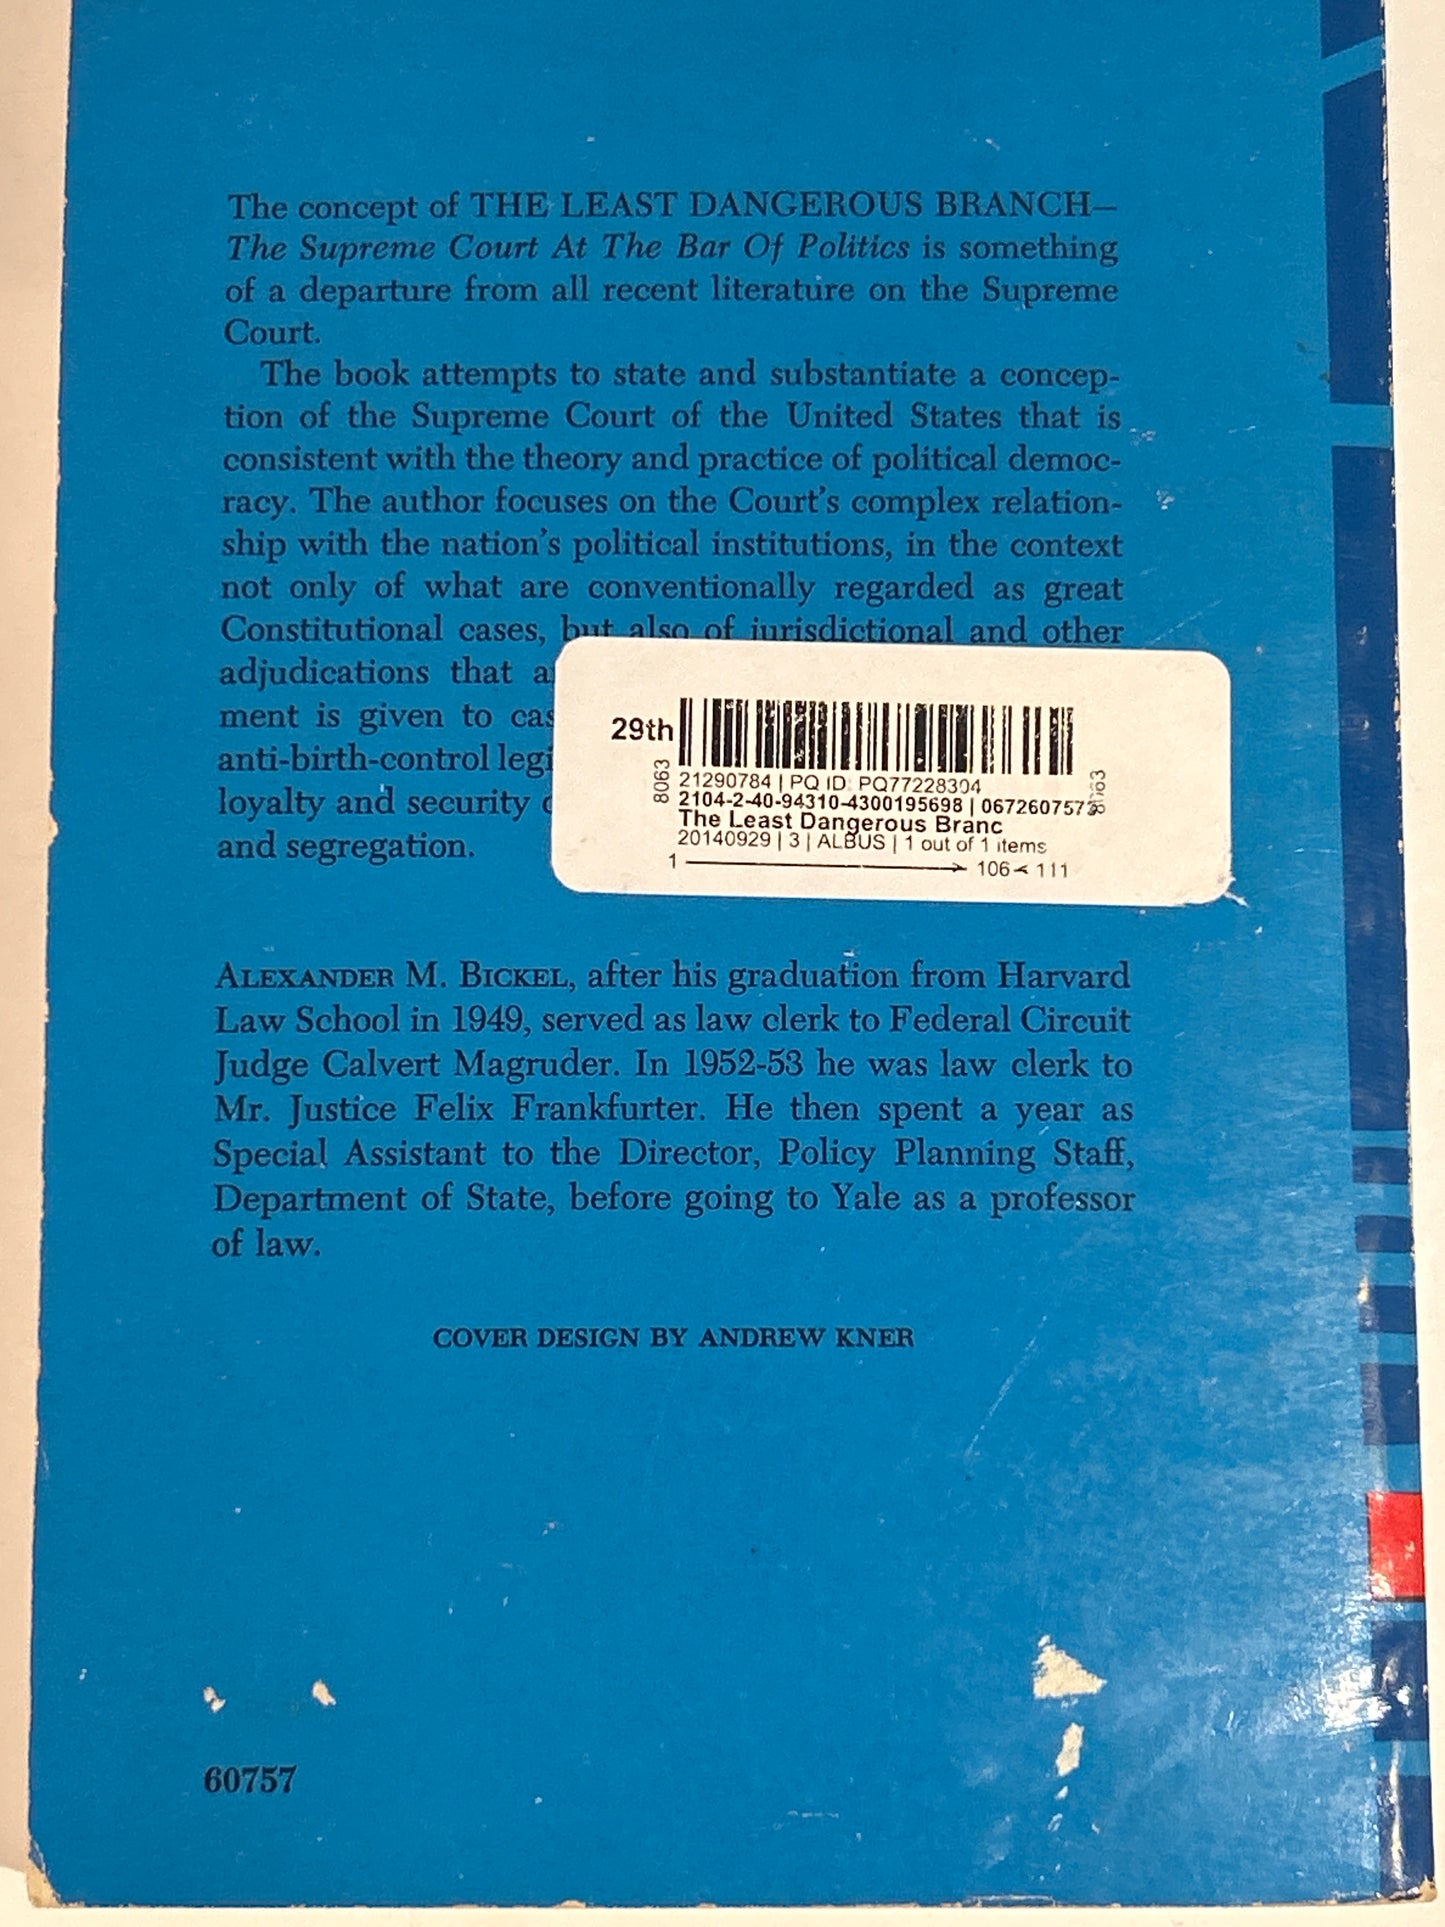 The concept of THE LEAST DANGEROUS BRANCH—
The Supreme Court At The Bar Of Politics is something
of a departure from all recent literature on the Supreme
Court.
The book attempts to state and substantiate a concep-
tion of the Supreme Court of the United States that is
consistent with the theory and practice of political democ-
racy. The author focuses on the Court's complex relation-
ship with the nation's political institutions, in the context
not only of what are conventionally regarded as great
Constitutional cases, but also of jurisdictional and other
adjudications that
ment is given to
anti-birth-control
loyalty and security
and segregation.
29th
8063
21290784 | PQ ID: PQ77228304
2104-2-40-94310-4300195698 | 0672607573
The Least Dangerous Branc
20140929 | 3 | ALBUS | 1 out of 1 items
1 106 < 111
ALEXANDER M. BICKEL, after his graduation from Harvard
Law School in 1949, served as law clerk to Federal Circuit
Judge Calvert Magruder. In 1952-53 he was law clerk to
Mr. Justice Felix Frankfurter. He then spent a year as
Special Assistant to the Director, Policy Planning Staff,
Department of State, before going to Yale as a professor
of law.
COVER DESIGN BY ANDREW KNER
60757